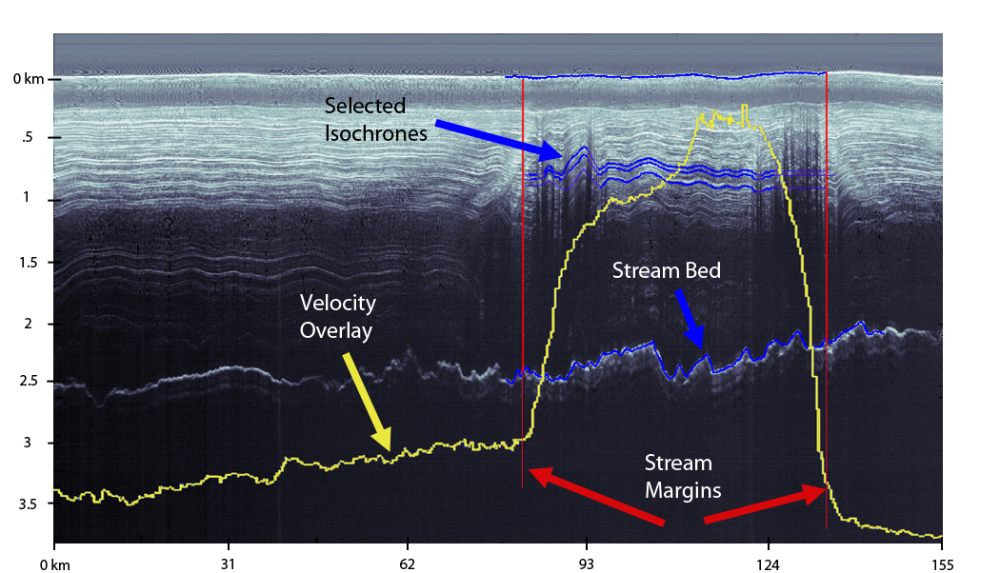 0 km
.5
1
1.5
2
2.5
3
3.5
Selected
Isochrones
Stream Bed
Velocity
Overlay
Stream
Margins
0 km
31
62
93
124
155